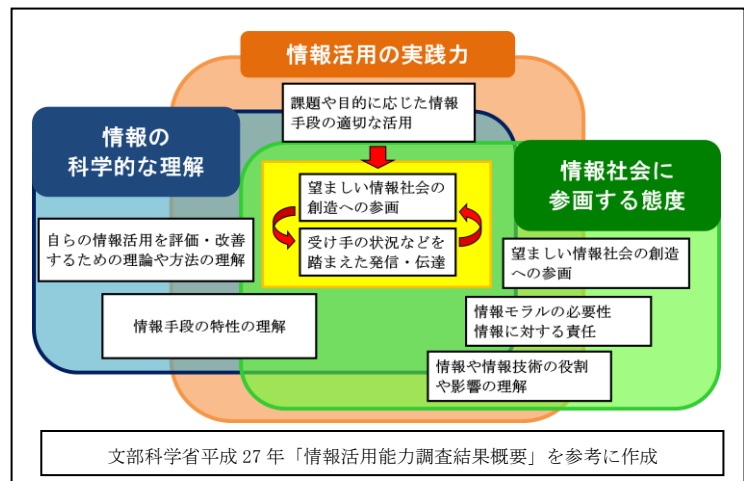 情報活用の実践力
課題や目的に応じた情報
手段の適切な活用
情報の
科学的な理解
情報社会に
参画する態度
望ましい情報社会の
創造への参画
受け手の状況などを
踏まえた発信・伝達
自らの情報活用を評価・改善
するための理論や方法の理解
望ましい情報社会の創造
への参画
情報手段の特性の理解
情報モラルの必要性
情報に対する責任
情報や情報技術の役割
や影響の理解
文部科学省平成 27 年「情報活用能力調査結果概要」を参考に作成